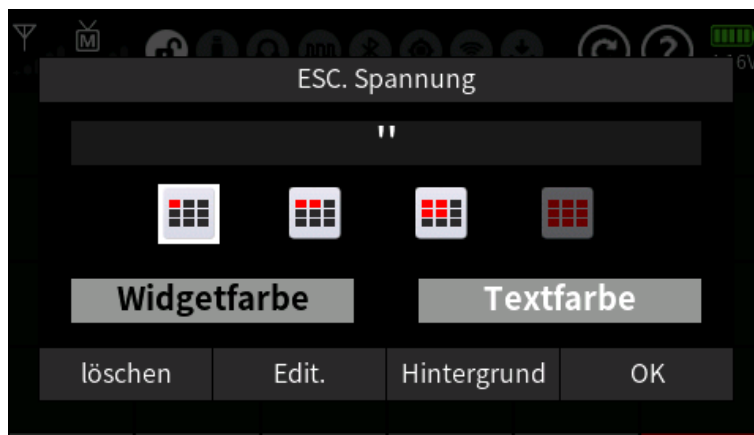 M
ESC. Spannung
"
Widgetfarbe Textfarbe
löschen Edit. Hintergrund OK